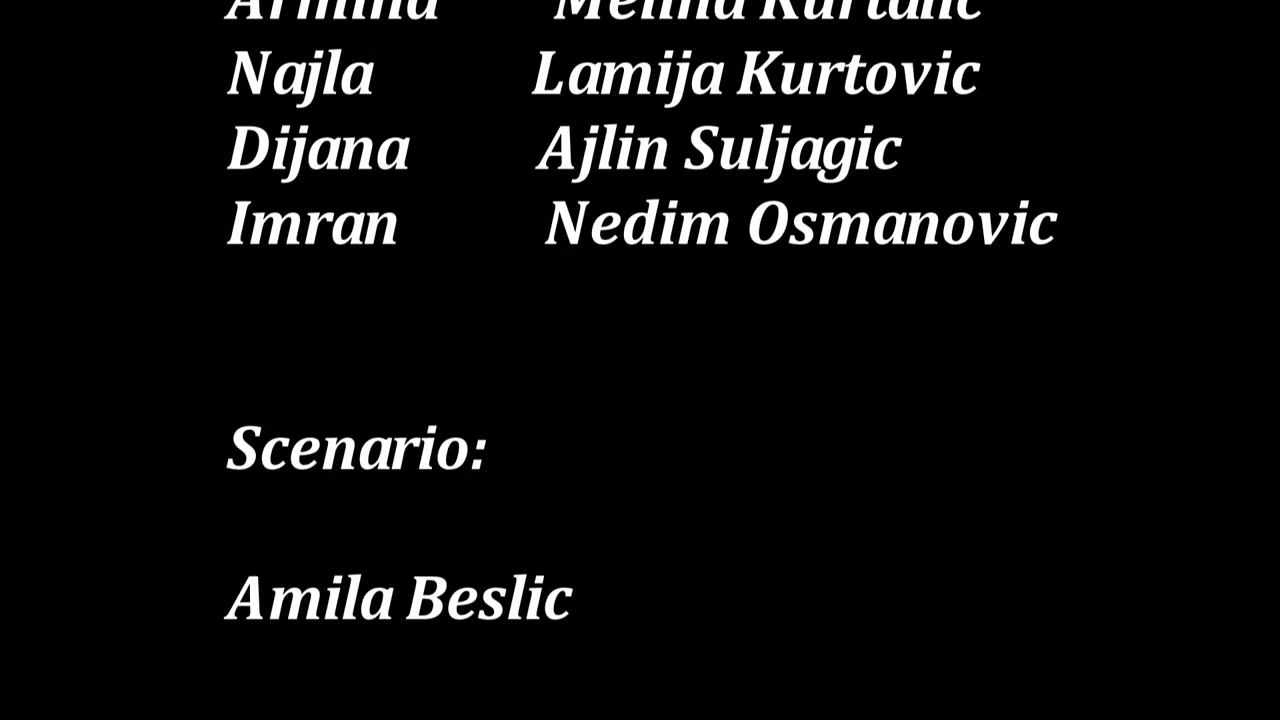 Armina Melina Kurtalic
Najla Lamija Kurtovic
Dijana Ajlin Suljagic
Imran Nedim Osmanovic
Scenario:
Amila Beslic